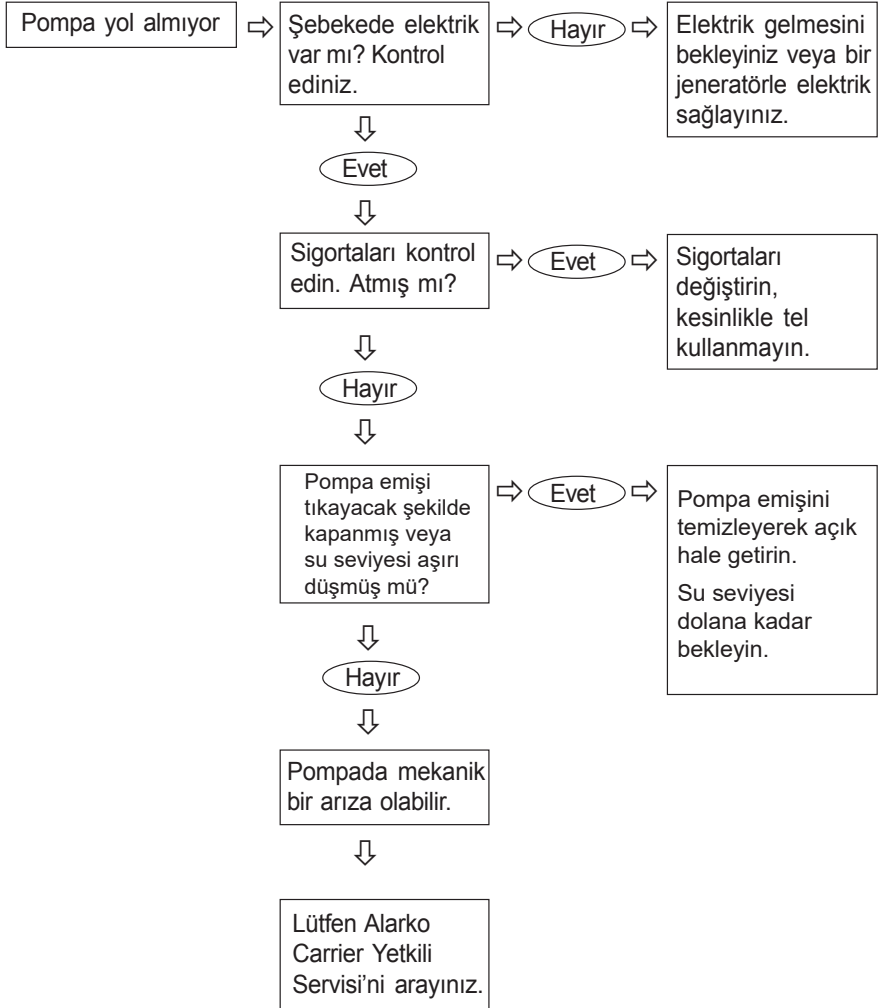 Pompa yol almıyor
Şebekede elektrik
var mı? Kontrol
ediniz.
Hayır
Elektrik gelmesini
bekleyiniz veya bir
jeneratörle elektrik
sağlayınız.
Evet
Sigortaları kontrol
edin. Atmış mı?
Evet
Sigortaları
değiştirin,
kesinlikle tel
kullanmayın.
Hayır
Pompa emişi
tıkayacak şekilde
kapanmış veya
su seviyesi aşırı
düşmüş mü?
Evet
Pompa emişini
temizleyerek açık
hale getirin.
Su seviyesi
dolana kadar
bekleyin.
Hayır
Pompada mekanik
bir arıza olabilir.
Lütfen Alarko
Carrier Yetkili
Servisi'ni arayınız.